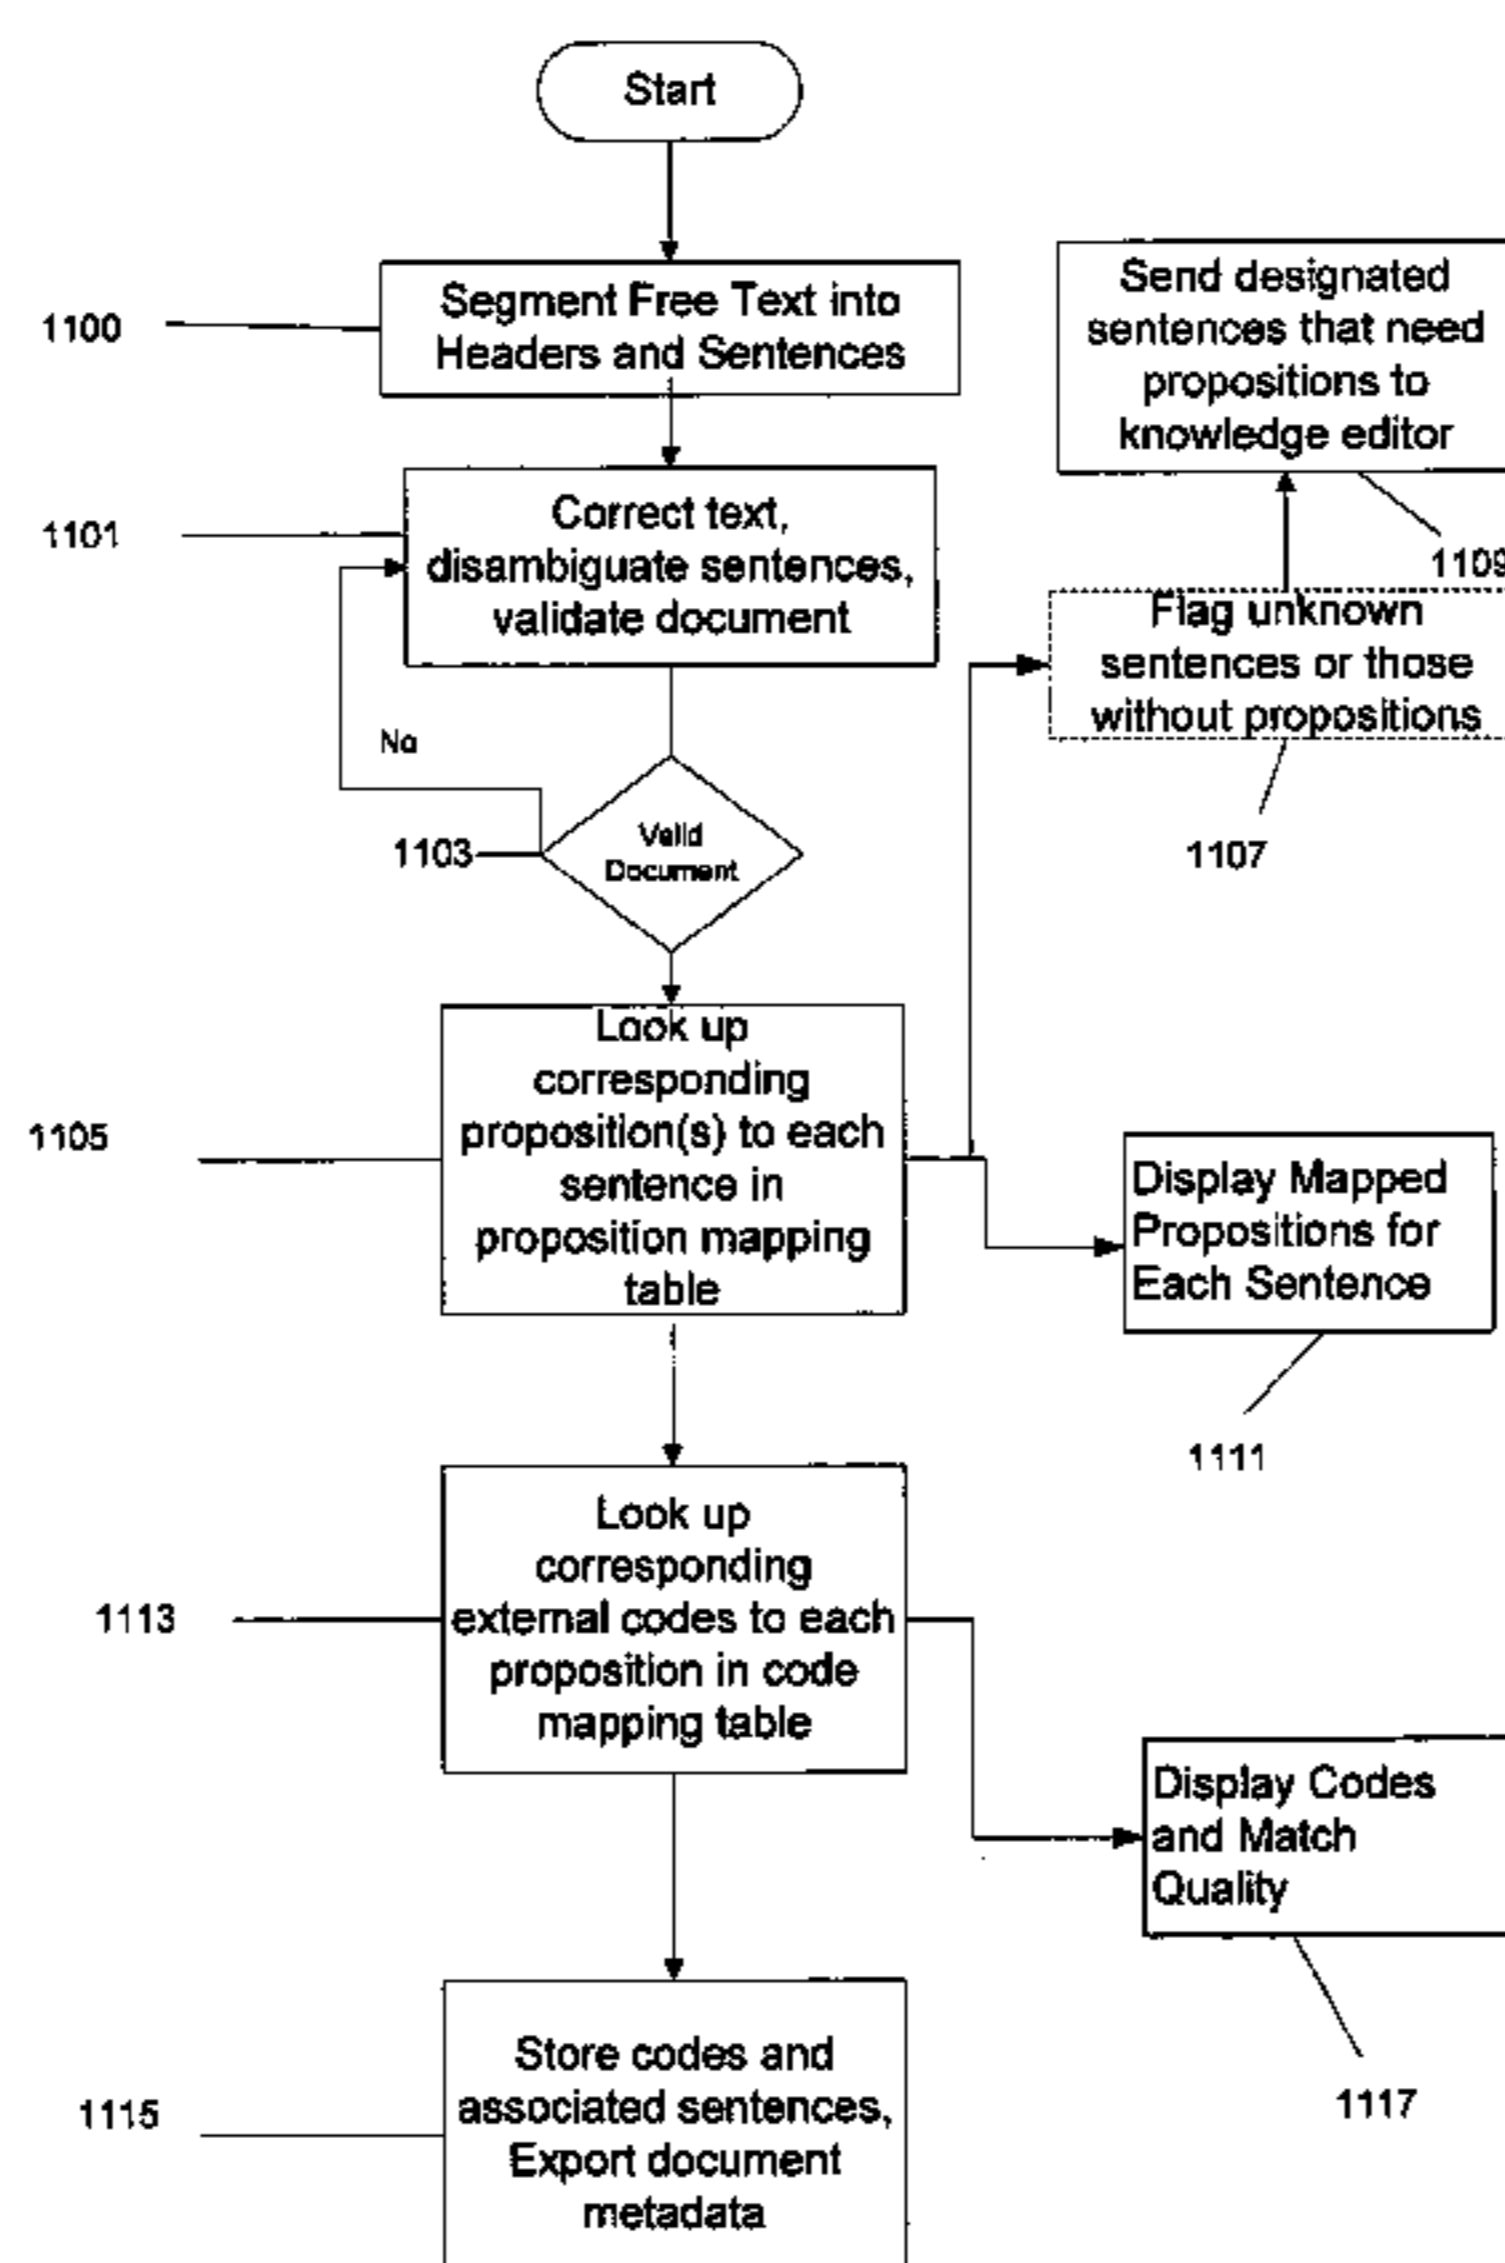 Start
1100
Segment Free Text into
Headers and Sentences
Send designated
sentences that need
propositions to
knowledge editor
1109
1101
Correct text,
disambiguate sentences,
validate document
Flag unknown
sentences or those
without propositions
1107
No
1103
Valid
Document
1105
Look up
corresponding
proposition(s) to each
sentence in
proposition mapping
table
Display Mapped
Propositions for
Each Sentence
1111
1113
Look up
corresponding
external codes to each
proposition in code
mapping table
Display Codes
and Match
Quality
1117
1115
Store codes and
associated sentences,
Export document
metadata